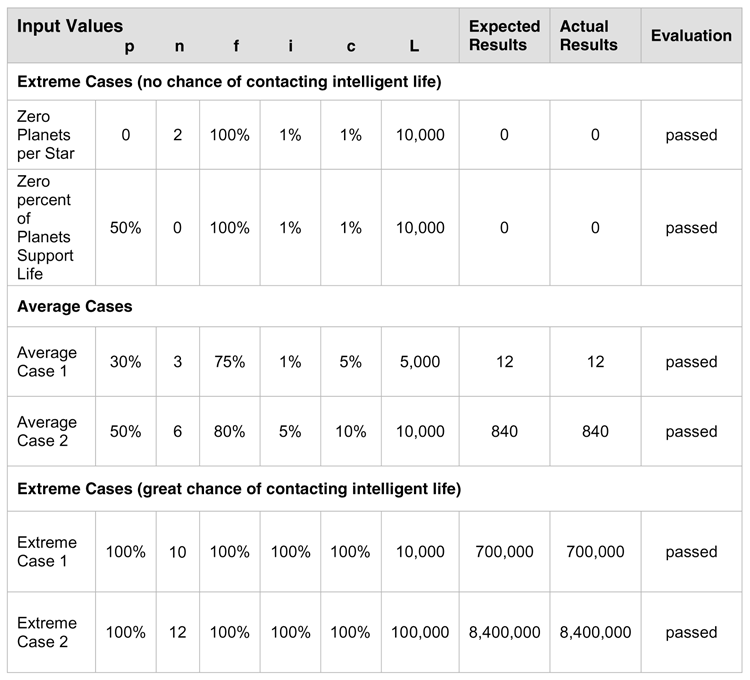 Input Values
p n f i c L
Expected
Results
Actual
Results
Evaluation
Extreme Cases (no chance of contacting intelligent life)
Zero
Planets
per Star
0 2 100% 1% 1% 10,000 0 0 passed
Zero
percent
of
Planets
Support
Life
50% 0 100% 1% 1% 10,000 0 0 passed
Average Cases
Average
Case 1
30% 3 75% 1% 5% 5,000 12 12 passed
Average
Case 2
50% 6 80% 5% 10% 10,000 840 840 passed
Extreme Cases (great chance of contacting intelligent life)
Extreme
Case 1
100% 10 100% 100% 100% 10,000 700,000 700,000 passed
Extreme
Case 2
100% 12 100% 100% 100% 100,000 8,400,000 8,400,000 passed